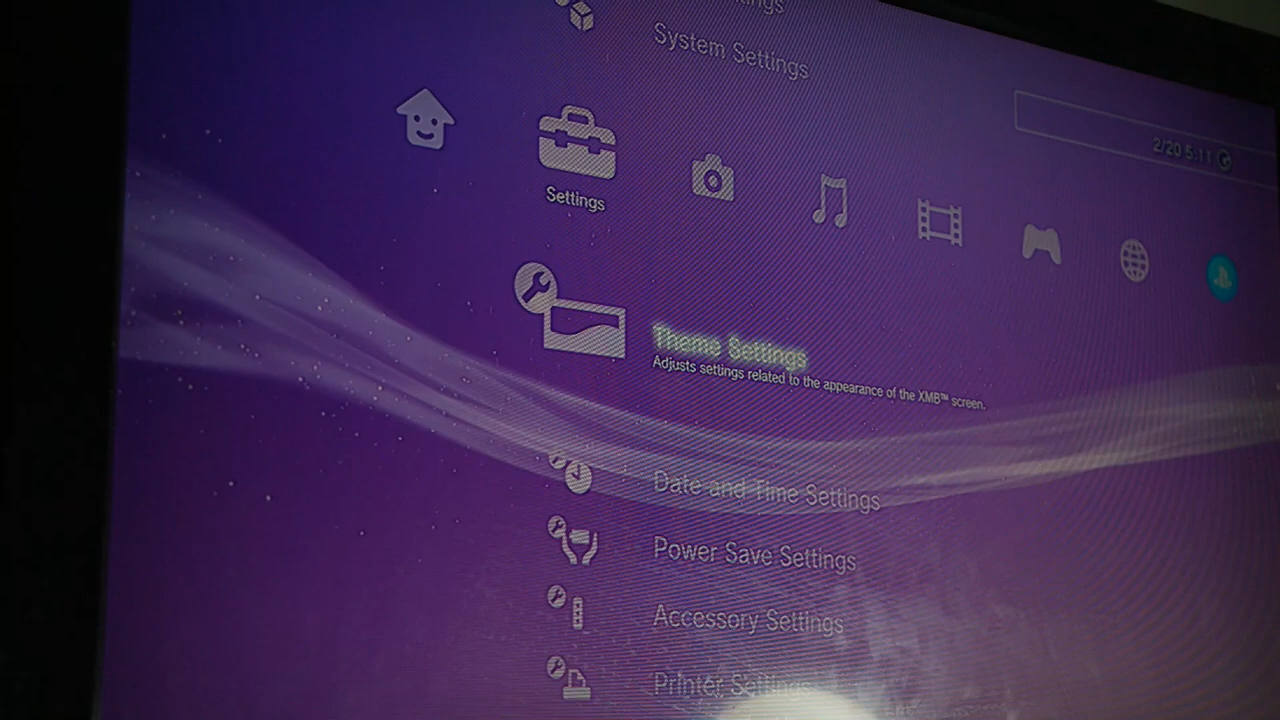 System Settings
2/20 5:11
Settings
Theme Settings
Adjusts settings related to the appearance of the XMB™ screen.
Date and Time Settings
Power Save Settings
Accessory Settings
Printer Settings